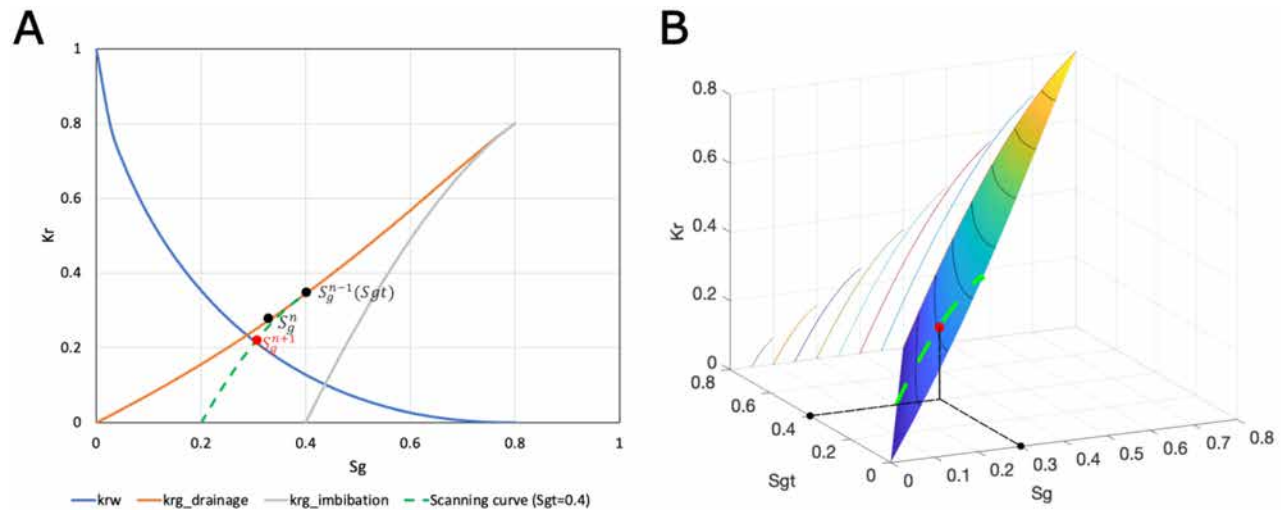 A
1
0.8
0.6
0.4
0.2
0
Kr
S_g^{n-1}(Sgt)
S_g^n
S_g^{n+1}
0 0.2 0.4 0.6 0.8 1
Sg
krw krg_drainage krg_imbibation Scanning curve (Sgt=0.4)
B
0.8
0.6
0.4
0.2
0
Kr
0.8
0.6
0.4
0.2
0
Sgt
0 0.1 0.2 0.3 0.4 0.5 0.6 0.7 0.8
Sg